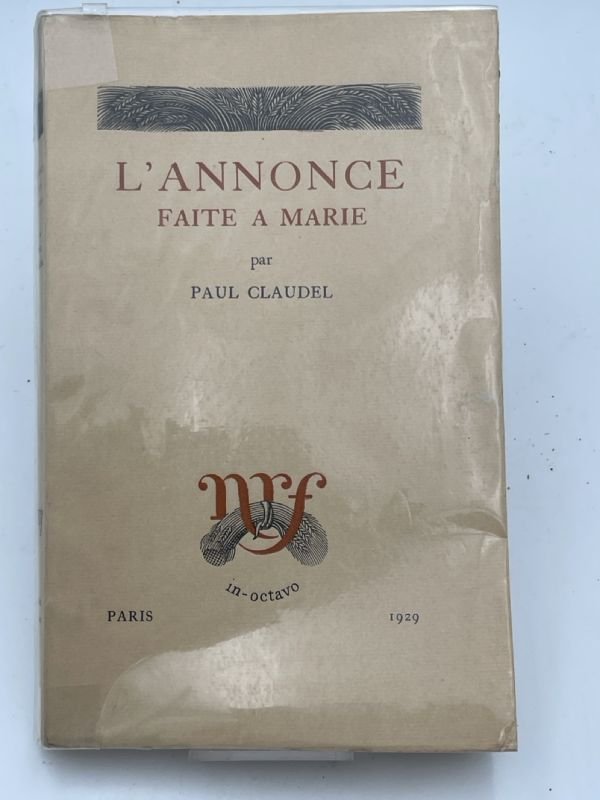 L'ANNONCE
FAITE A MARIE
par
PAUL CLAUDEL
nrf
in-octavo
PARIS 1929